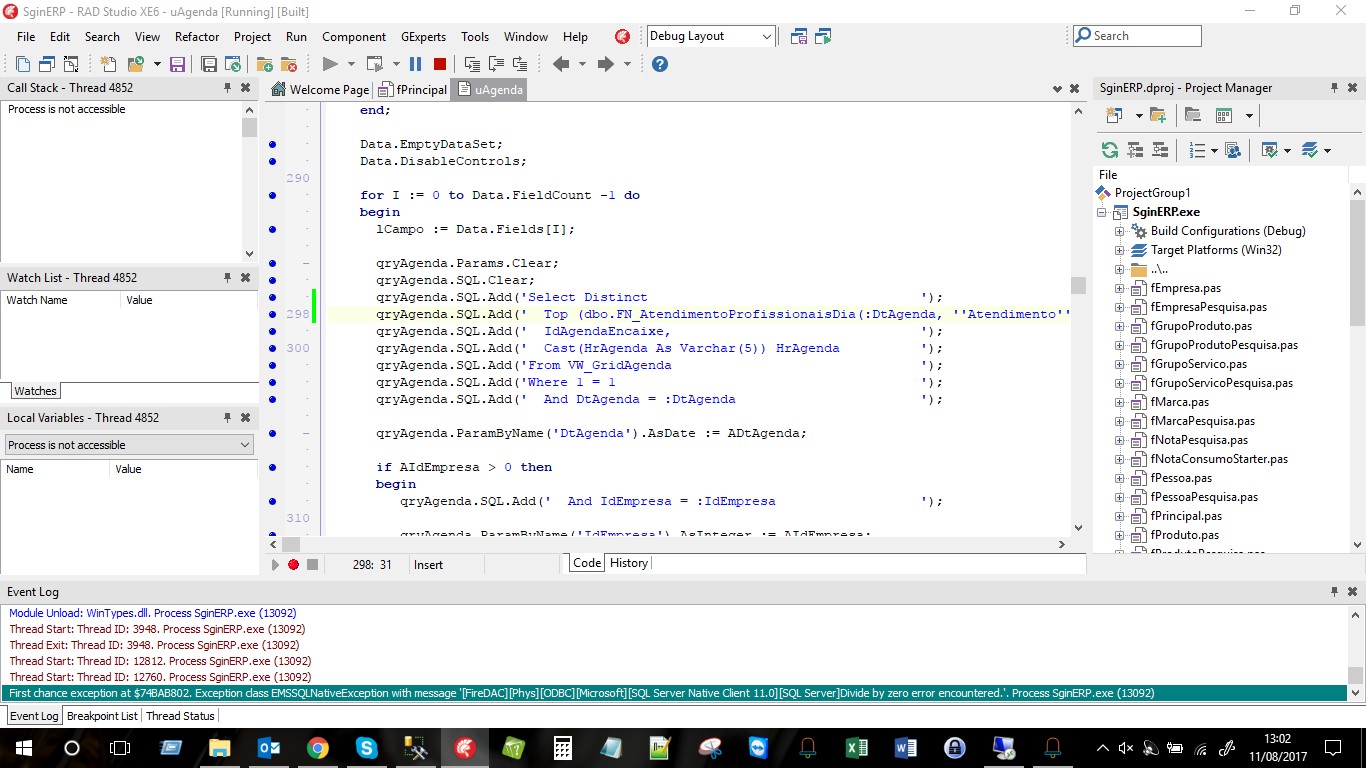 SginERP - RAD Studio XE6 - uAgenda [Running] [Built]
File Edit Search View Refactor Project Run Component GExperts Tools Window Help Debug Layout Search
Call Stack - Thread 4852
Process is not accessible
Watch List - Thread 4852
Watch Name Value
Watches
Local Variables - Thread 4852
Process is not accessible
Name Value
Welcome Page fPrincipal uAgenda
end;
Data.EmptyDataSet;
Data.DisableControls;
290
for I := 0 to Data.FieldCount -1 do
begin
lCampo := Data.Fields[I];
qryAgenda.Params.Clear;
qryAgenda.SQL.Clear;
qryAgenda.SQL.Add('Select Distinct ');
298 qryAgenda.SQL.Add(' Top (dbo.FN_AtendimentoProfissionaisDia(:DtAgenda, ''Atendimento''
qryAgenda.SQL.Add(' IdAgendaEncaixe, ');
300 qryAgenda.SQL.Add(' Cast(HrAgenda As Varchar(5)) HrAgenda ');
qryAgenda.SQL.Add('From VW_GridAgenda ');
qryAgenda.SQL.Add('Where 1 = 1 ');
qryAgenda.SQL.Add(' And DtAgenda = :DtAgenda ');
qryAgenda.ParamByName('DtAgenda').AsDate := ADtAgenda;
if AIdEmpresa > 0 then
begin
qryAgenda.SQL.Add(' And IdEmpresa = :IdEmpresa ');
310
qryAgenda.ParamByName('IdEmpresa').AsInteger := AIdEmpresa;
298: 31 Insert Code History
SginERP.dproj - Project Manager
File
ProjectGroup1
SginERP.exe
Build Configurations (Debug)
Target Platforms (Win32)
..\..
fEmpresa.pas
fEmpresaPesquisa.pas
fGrupoProduto.pas
fGrupoProdutoPesquisa.pas
fGrupoServico.pas
fGrupoServicoPesquisa.pas
fMarca.pas
fMarcaPesquisa.pas
fNotaPesquisa.pas
fNotaConsumoStarter.pas
fPessoa.pas
fPessoaPesquisa.pas
fPrincipal.pas
fProduto.pas
fProdutoPesquisa.pas
Event Log
Module Unload: WinTypes.dll. Process SginERP.exe (13092)
Thread Start: Thread ID: 3948. Process SginERP.exe (13092)
Thread Exit: Thread ID: 3948. Process SginERP.exe (13092)
Thread Start: Thread ID: 12812. Process SginERP.exe (13092)
Thread Start: Thread ID: 12760. Process SginERP.exe (13092)
First chance exception at $74BAB802. Exception class EMSSQLNativeException with message '[FireDAC][Phys][ODBC][Microsoft][SQL Server Native Client 11.0][SQL Server]Divide by zero error encountered.'. Process SginERP.exe (13092)
Event Log Breakpoint List Thread Status
13:02
11/08/2017